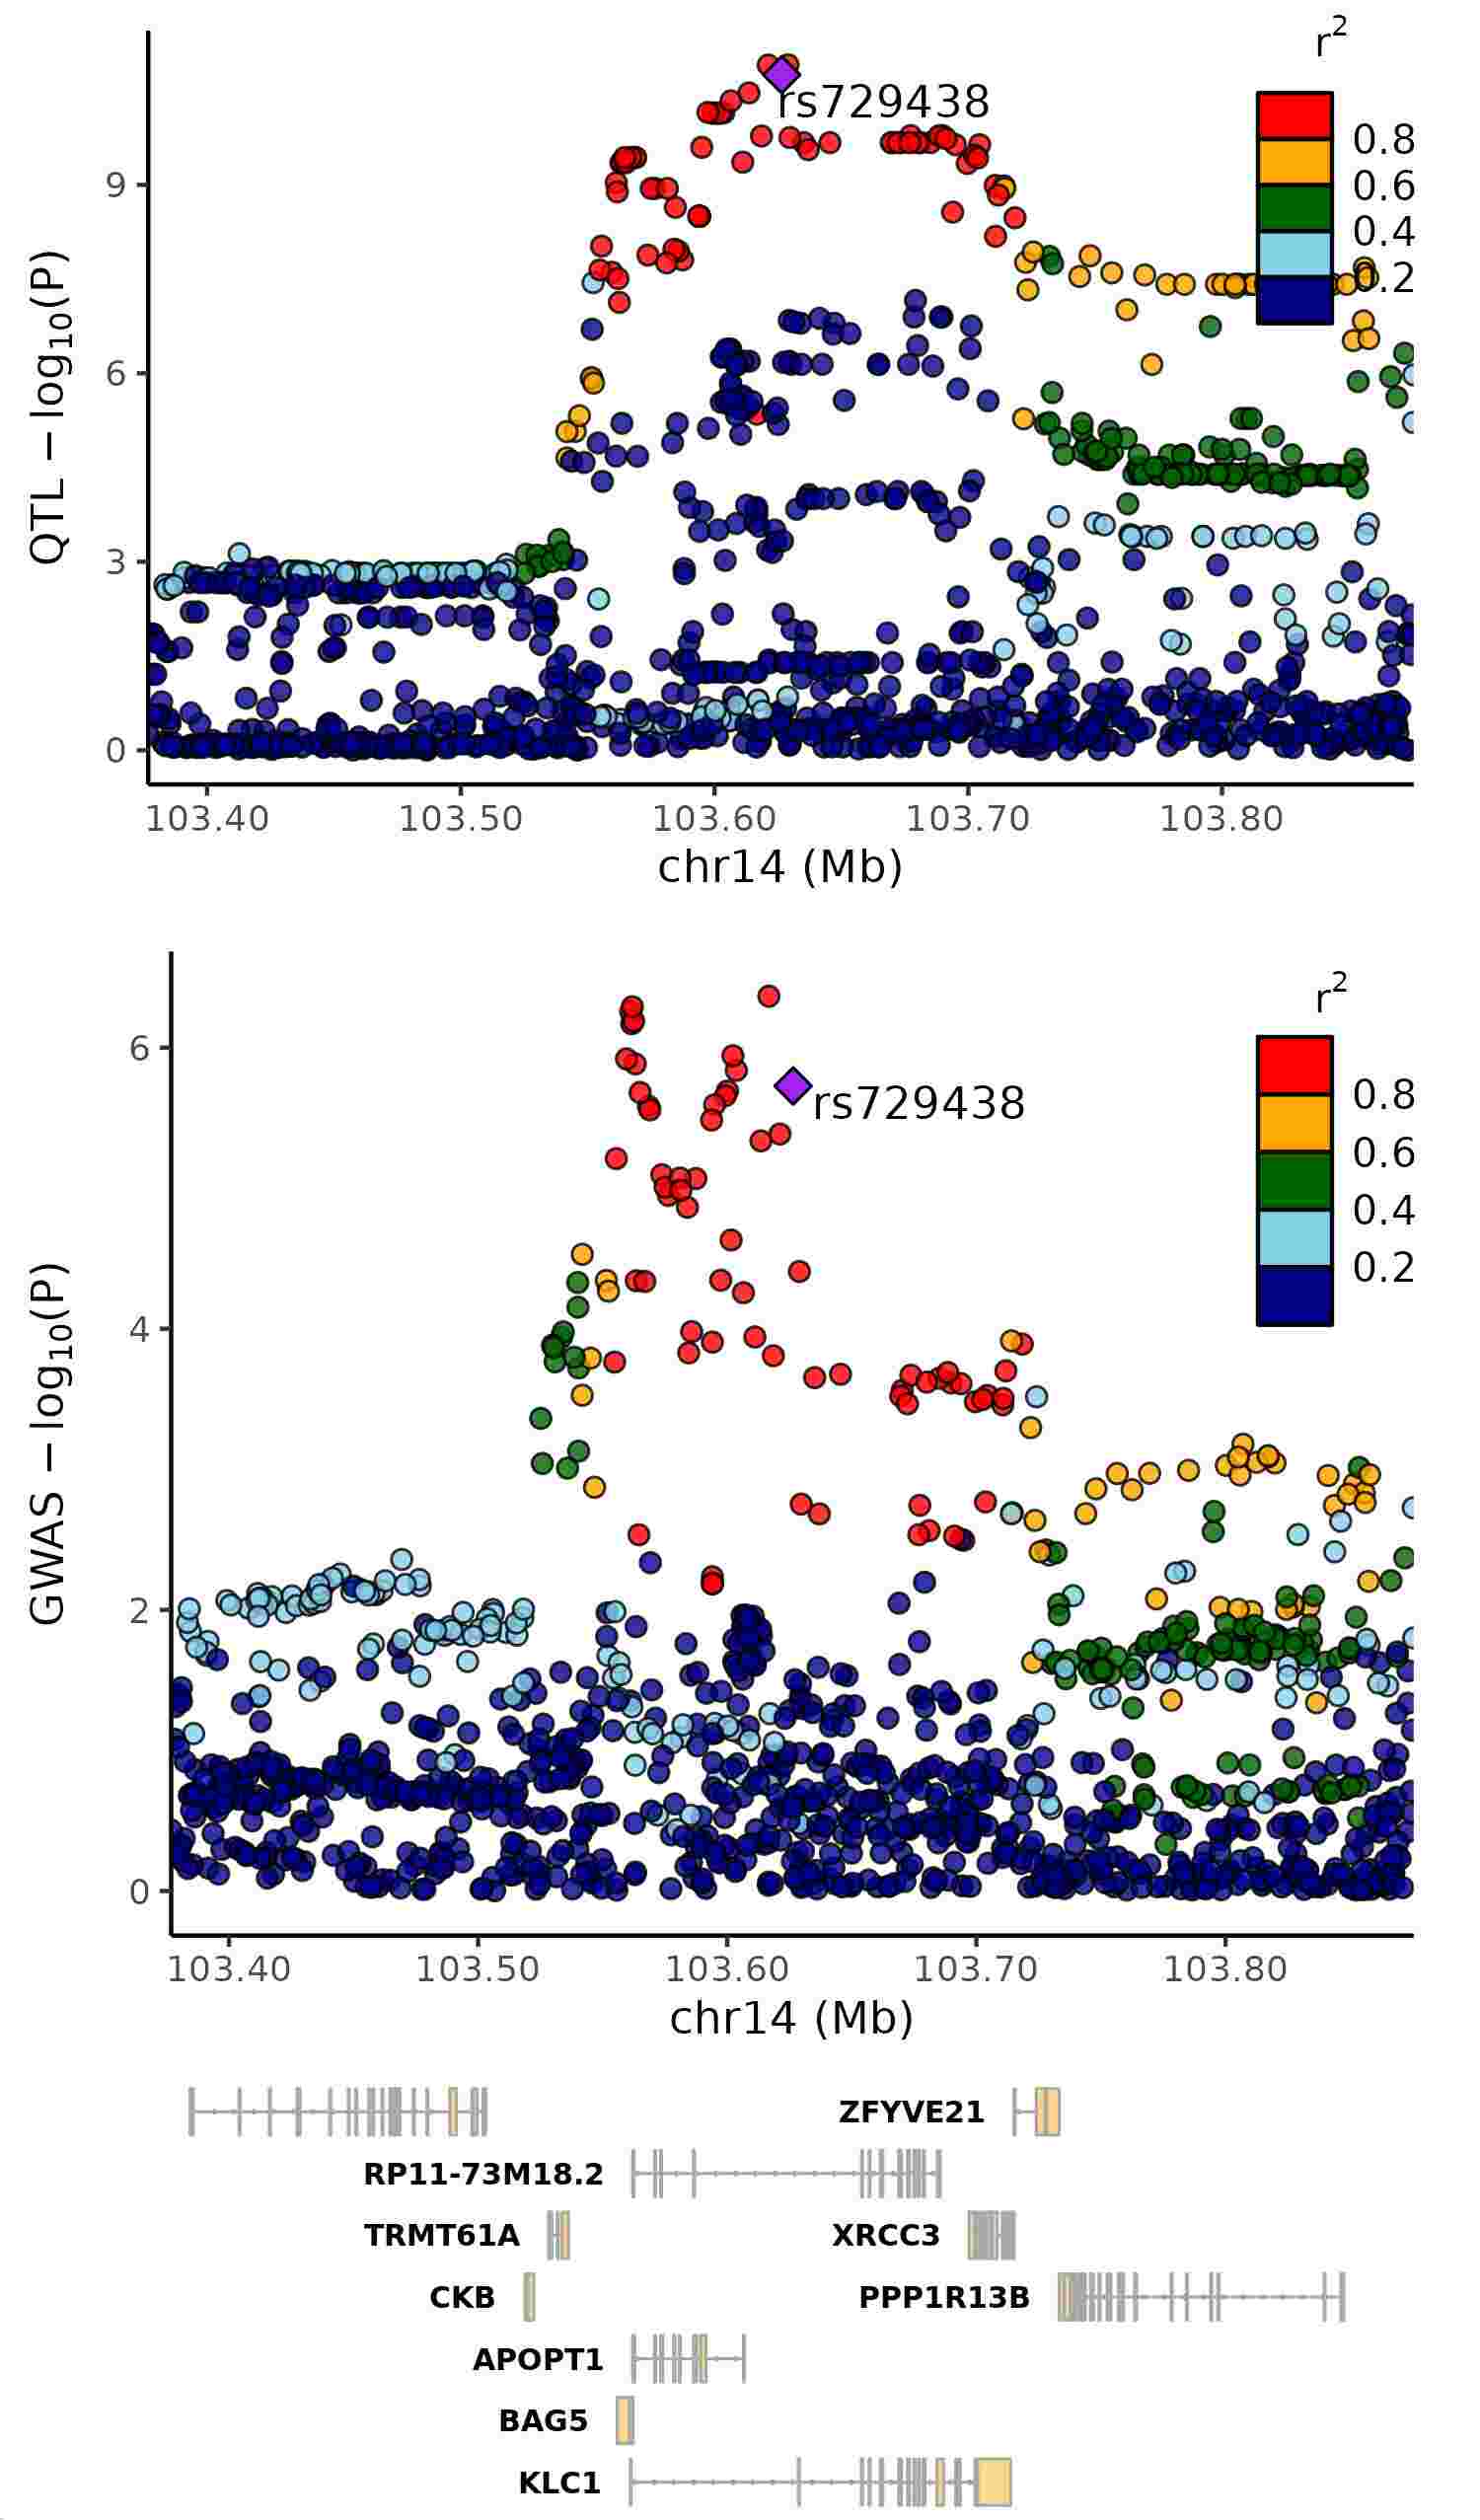 r2
0.8
0.6
0.4
0.2
rs729438
9
6
3
0
QTL − log10(P)
103.40 103.50 103.60 103.70 103.80
chr14 (Mb)
r2
0.8
0.6
0.4
0.2
rs729438
6
4
2
0
GWAS − log10(P)
103.40 103.50 103.60 103.70 103.80
chr14 (Mb)
ZFYVE21
RP11-73M18.2
TRMT61A XRCC3
CKB PPP1R13B
APOPT1
BAG5
KLC1